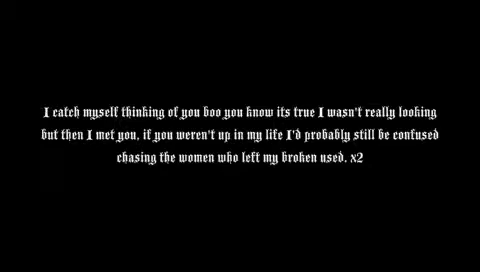 I catch myself thinking of you boo you know its true I wasn't really looking
but then I met you, if you weren't up in my life I'd probably still be confused
chasing the women who left my broken used. x2